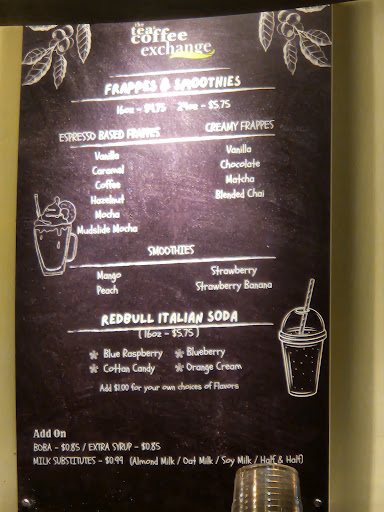 the
tea &
coffee
exchange
FRAPPES & SMOOTHIES
16oz - $4.75 24oz - $5.75
ESPRESSO BASED FRAPPES CREAMY FRAPPES
Vanilla Vanilla
Caramel Chocolate
Coffee Matcha
Hazelnut Blended Chai
Mocha
Mudslide Mocha
SMOOTHIES
Mango Strawberry
Peach Strawberry Banana
REDBULL ITALIAN SODA
( 16oz - $5.75 )
Blue Raspberry Blueberry
Cotton Candy Orange Cream
Add $1.00 for your own choices of Flavors
Add On
BOBA - $0.85 / EXTRA SYRUP - $0.85
MILK SUBSTITUTES - $0.99 (Almond Milk / Oat Milk / Soy Milk / Half & Half)